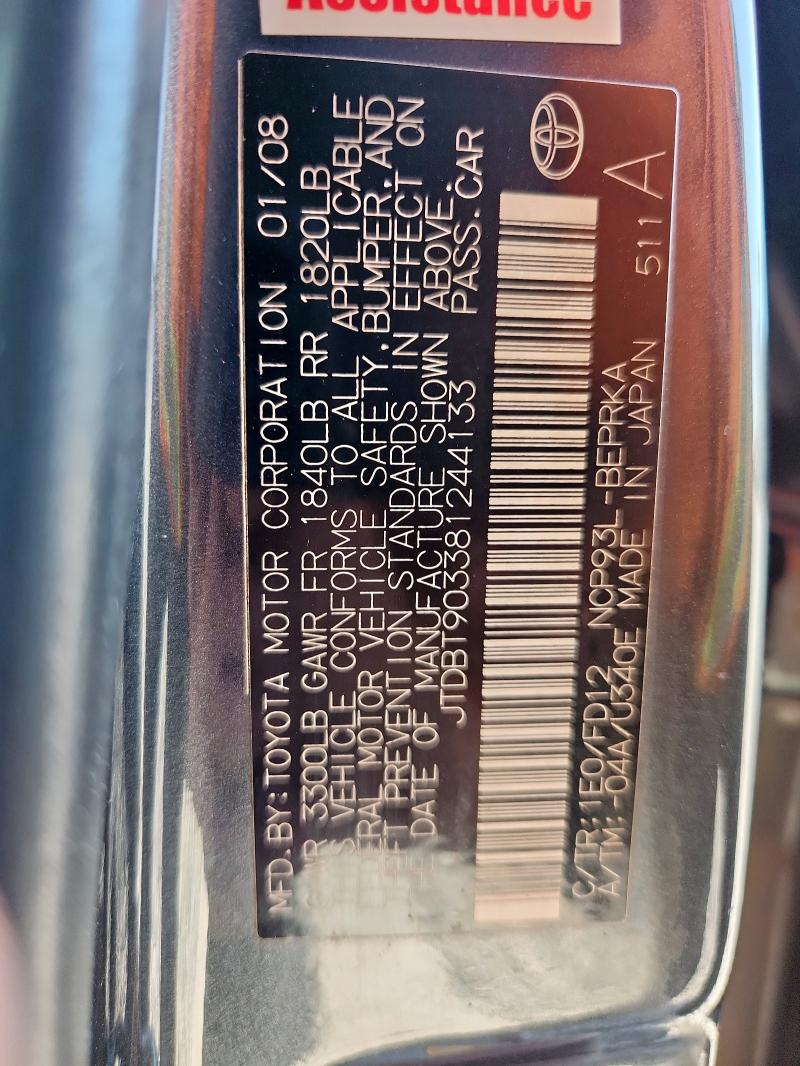 Assistance
MFD. BY: TOYOTA MOTOR CORPORATION 01/08
3300LB GAWR FR 1840LB RR 1820LB
VEHICLE CONFORMS TO ALL APPLICABLE
MOTOR VEHICLE SAFETY, BUMPER, AND
PREVENTION STANDARDS IN EFFECT ON
DATE OF MANUFACTURE SHOWN ABOVE.
JTDBT903381244133 PASS. CAR
C/TR: 1E0/FD12 NCP93L-BEPRKA
A/TM: -04A/U340E MADE IN JAPAN 511 A